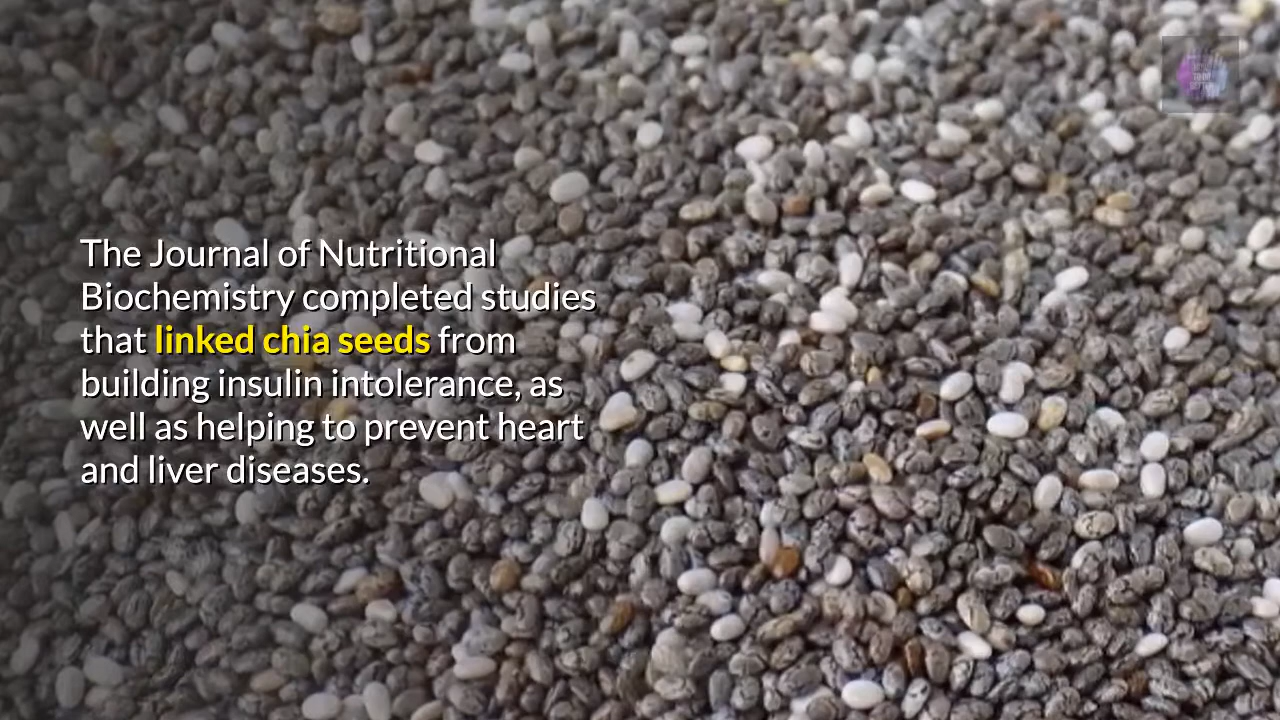 The Journal of Nutritional
Biochemistry completed studies
that linked chia seeds from
building insulin intolerance, as
well as helping to prevent heart
and liver diseases.